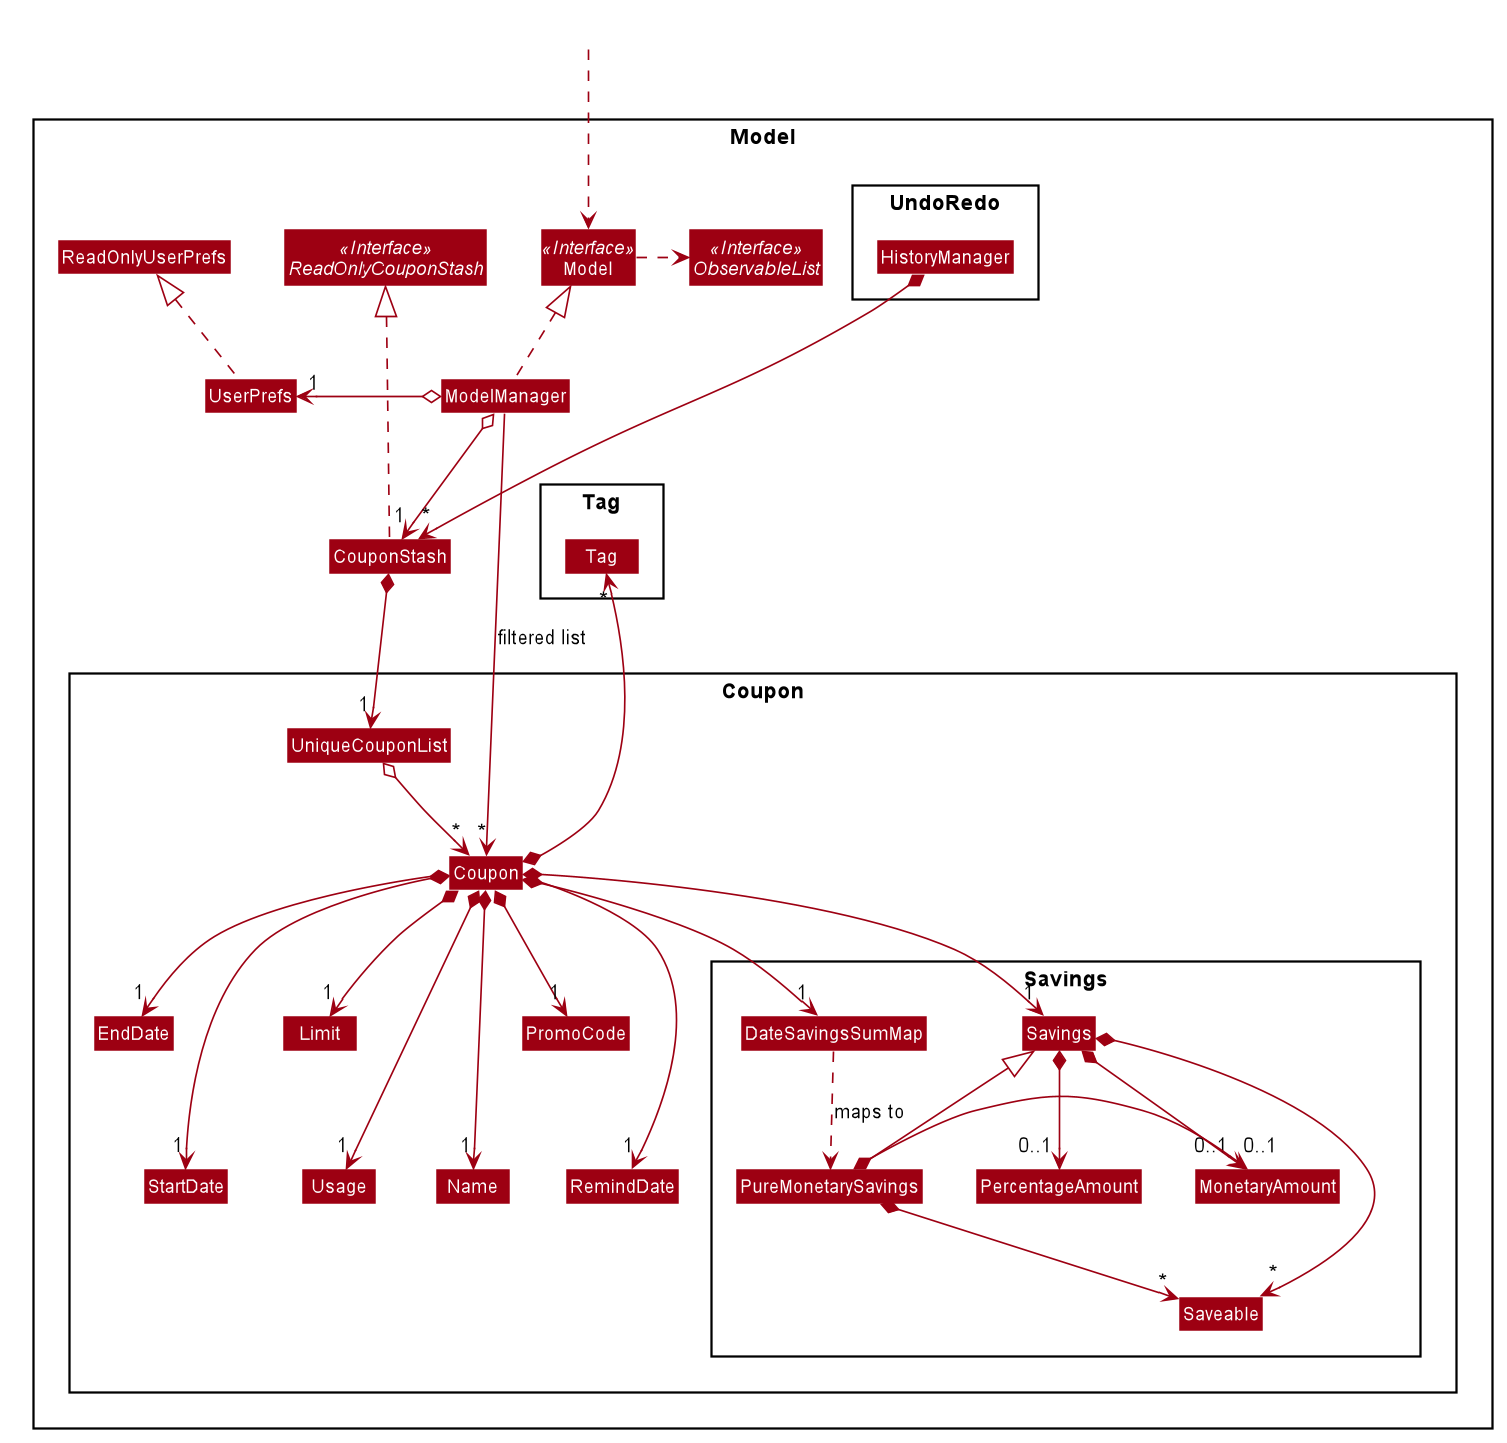 Model
UndoRedo
ReadOnlyUserPrefs
«Interface»
ReadOnlyCouponStash
«Interface»
Model
«Interface»
ObservableList
HistoryManager
UserPrefs
1
ModelManager
1
*
Tag
CouponStash
Tag
*
filtered list
Coupon
1
UniqueCouponList
*
*
Coupon
Savings
1
1
1
1
1
EndDate
Limit
PromoCode
DateSavingsSumMap
Savings
maps to
1
1
1
1
0..1
0..1
0..1
StartDate
Usage
Name
RemindDate
PureMonetarySavings
PercentageAmount
MonetaryAmount
*
*
Saveable